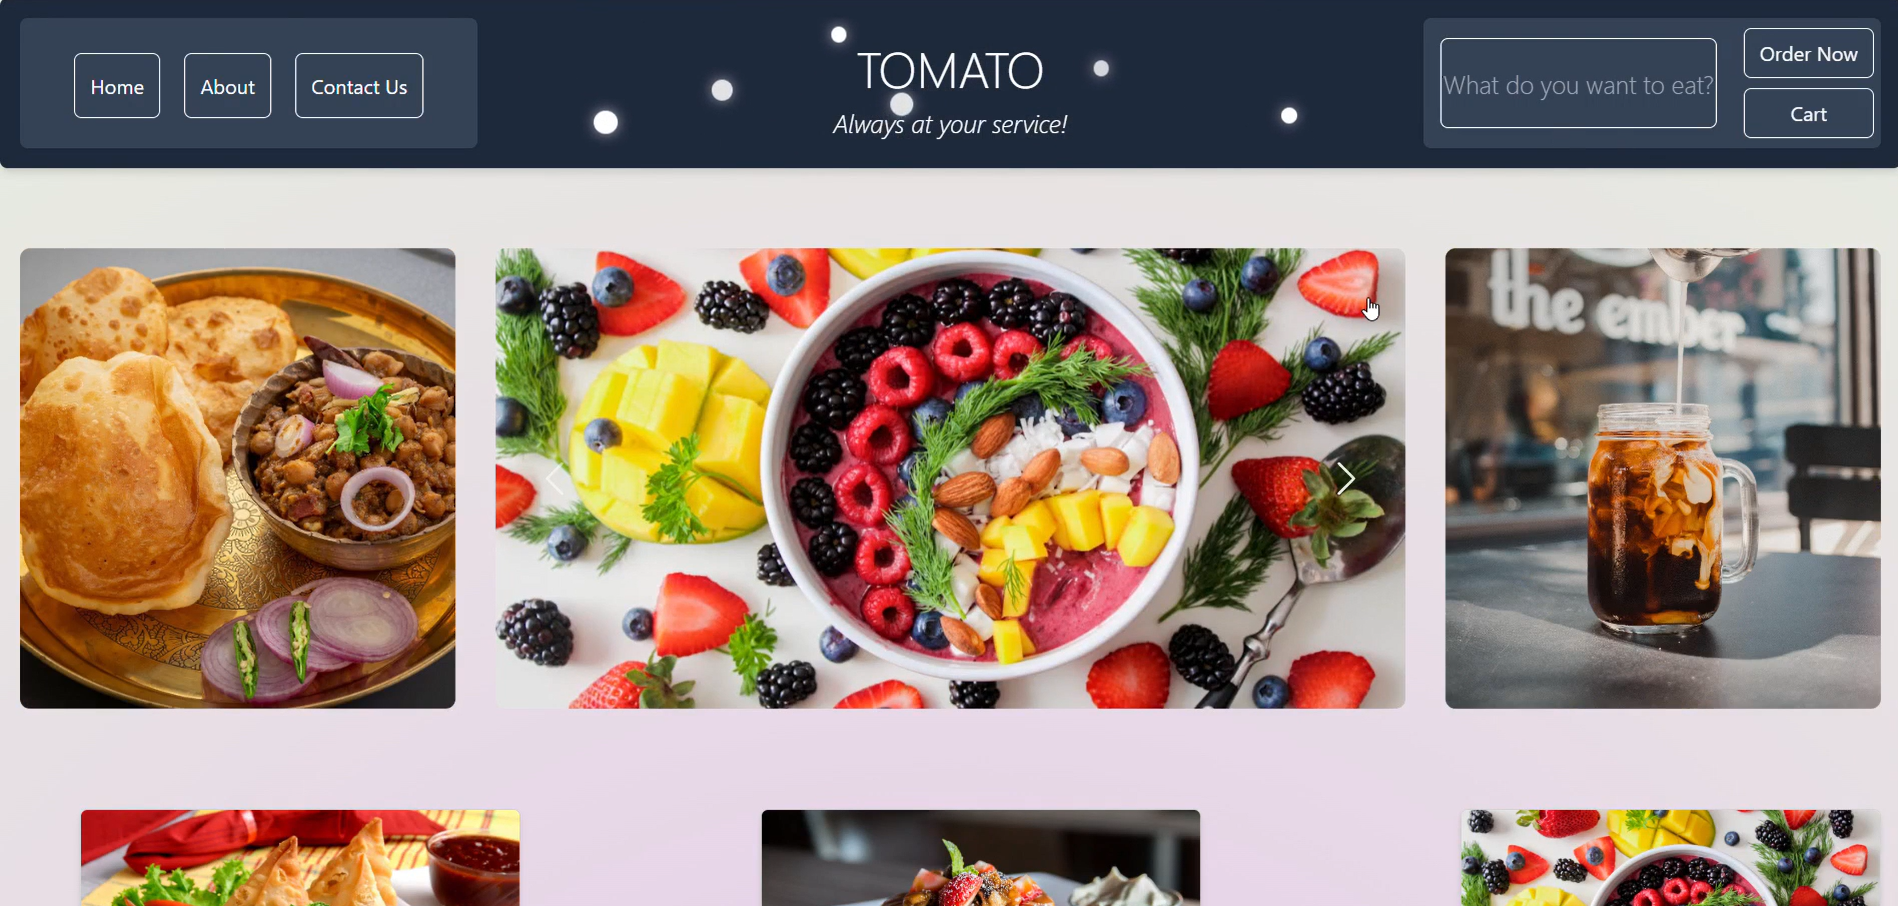 Home
About
Contact Us
TOMATO
Always at your service!
What do you want to eat?
Order Now
Cart
the ember